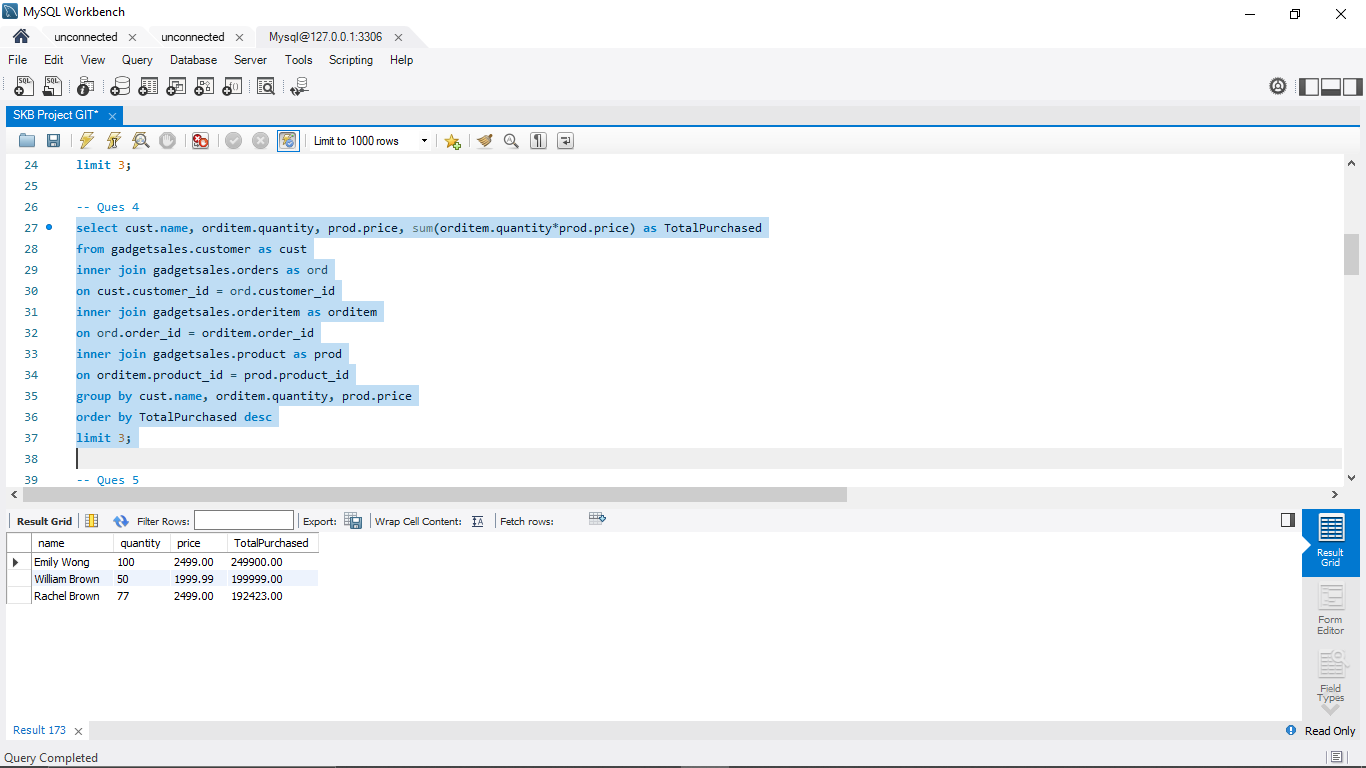 MySQL Workbench
unconnected unconnected Mysql@127.0.0.1:3306
File Edit View Query Database Server Tools Scripting Help
SKB Project GIT*
Limit to 1000 rows
24 limit 3;
25
26 -- Ques 4
27 select cust.name, orditem.quantity, prod.price, sum(orditem.quantity*prod.price) as TotalPurchased
28 from gadgetsales.customer as cust
29 inner join gadgetsales.orders as ord
30 on cust.customer_id = ord.customer_id
31 inner join gadgetsales.orderitem as orditem
32 on ord.order_id = orditem.order_id
33 inner join gadgetsales.product as prod
34 on orditem.product_id = prod.product_id
35 group by cust.name, orditem.quantity, prod.price
36 order by TotalPurchased desc
37 limit 3;
38
39 -- Ques 5
Result Grid Filter Rows: Export: Wrap Cell Content: Fetch rows:
name quantity price TotalPurchased
Emily Wong 100 2499.00 249900.00
William Brown 50 1999.99 199999.00
Rachel Brown 77 2499.00 192423.00
Result
Grid
Form
Editor
Field
Types
Result 173
Read Only
Query Completed